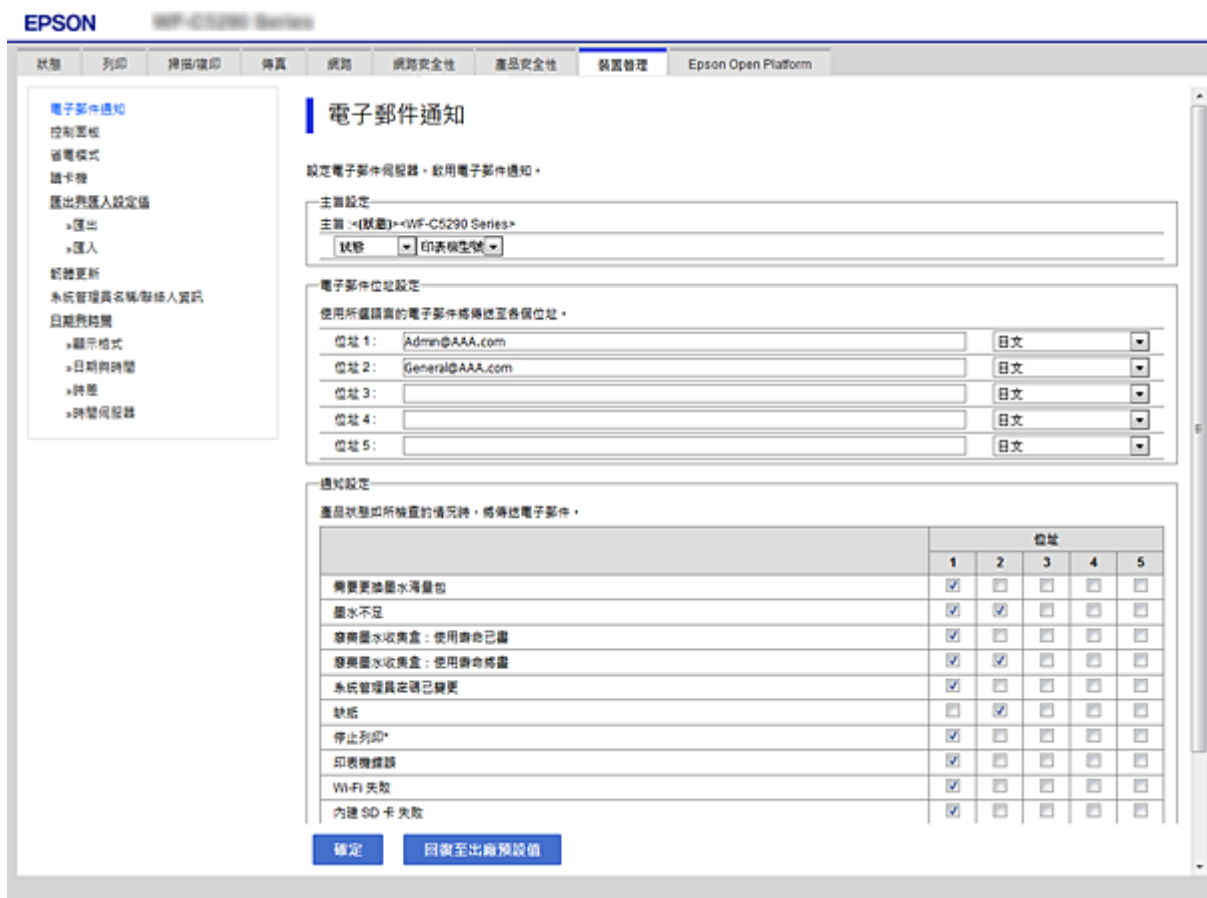 EPSON
WF-C5290 Series
狀態 列印 掃描/複印 傳真 網路 網路安全性 產品安全性 裝置管理 Epson Open Platform
電子郵件通知
控制面板
省電模式
讀卡機
匯出與匯入設定值
»匯出
»匯入
韌體更新
系統管理員名稱/聯絡人資訊
日期與時間
»顯示格式
»日期與時間
»時差
»時間伺服器
電子郵件通知
設定電子郵件伺服器，啟用電子郵件通知。
主旨設定
主旨 :<(狀態)><WF-C5290 Series>
狀態 印表機型號
電子郵件位址設定
使用所選語言的電子郵件將傳送至各個位址。
位址 1 : Admin@AAA.com 日文
位址 2 : General@AAA.com 日文
位址 3 : 日文
位址 4 : 日文
位址 5 : 日文
通知設定
產品狀態如所檢查的情況時，將傳送電子郵件。
位址
1 2 3 4 5
需要更換墨水滿量包
墨水不足
廢棄墨水收集盒：使用壽命已盡
廢棄墨水收集盒：使用壽命將盡
系統管理員密碼已變更
缺紙
停止列印*
印表機錯誤
Wi-Fi 失敗
內建 SD 卡 失敗
確定 回復至出廠預設值